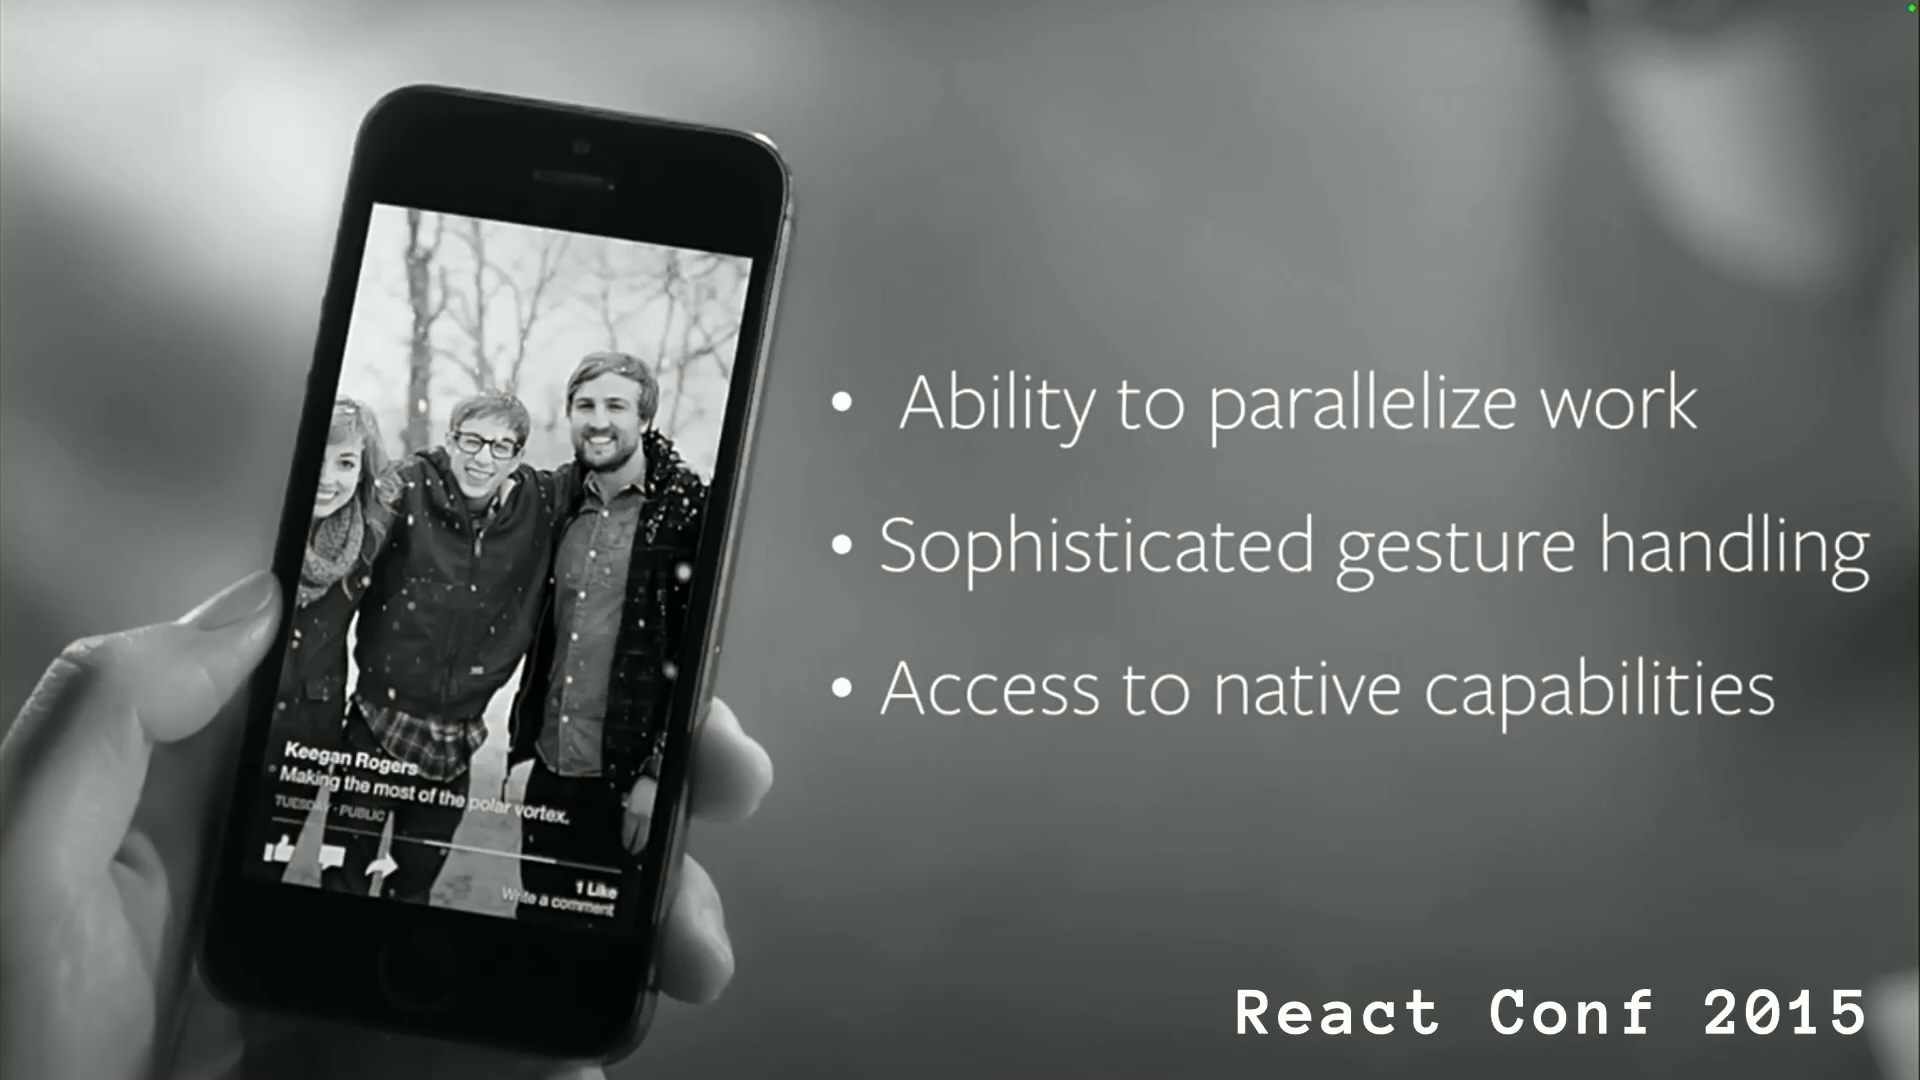 • Ability to parallelize work
• Sophisticated gesture handling
• Access to native capabilities
Keegan Rogers
Making the most of the polar vortex.
TUESDAY · PUBLIC
1 Like
Write a comment
React Conf 2015